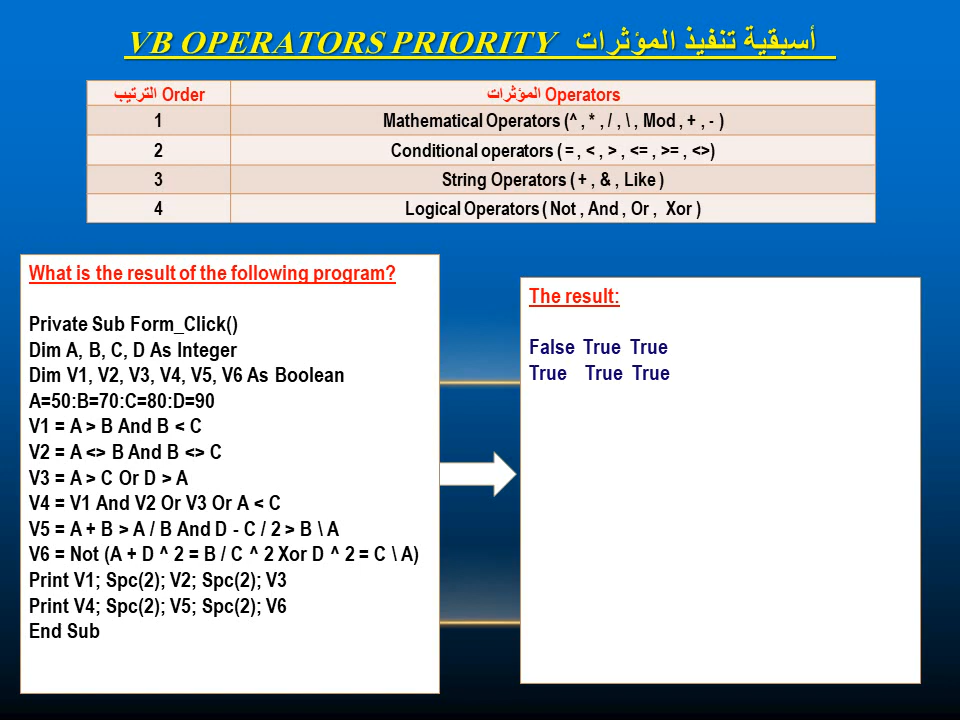 VB OPERATORS PRIORITY أسبقية تنفيذ المؤثرات
الترتيب Order
المؤثرات Operators
1
Mathematical Operators (^ , * , / , \ , Mod , + , - )
2
Conditional operators ( = , < , > , <= , >= , <>)
3
String Operators ( + , & , Like )
4
Logical Operators ( Not , And , Or , Xor )
What is the result of the following program?
Private Sub Form_Click()
Dim A, B, C, D As Integer
Dim V1, V2, V3, V4, V5, V6 As Boolean
A=50:B=70:C=80:D=90
V1 = A > B And B < C
V2 = A <> B And B <> C
V3 = A > C Or D > A
V4 = V1 And V2 Or V3 Or A < C
V5 = A + B > A / B And D - C / 2 > B \ A
V6 = Not (A + D ^ 2 = B / C ^ 2 Xor D ^ 2 = C \ A)
Print V1; Spc(2); V2; Spc(2); V3
Print V4; Spc(2); V5; Spc(2); V6
End Sub
The result:
False True True
True True True